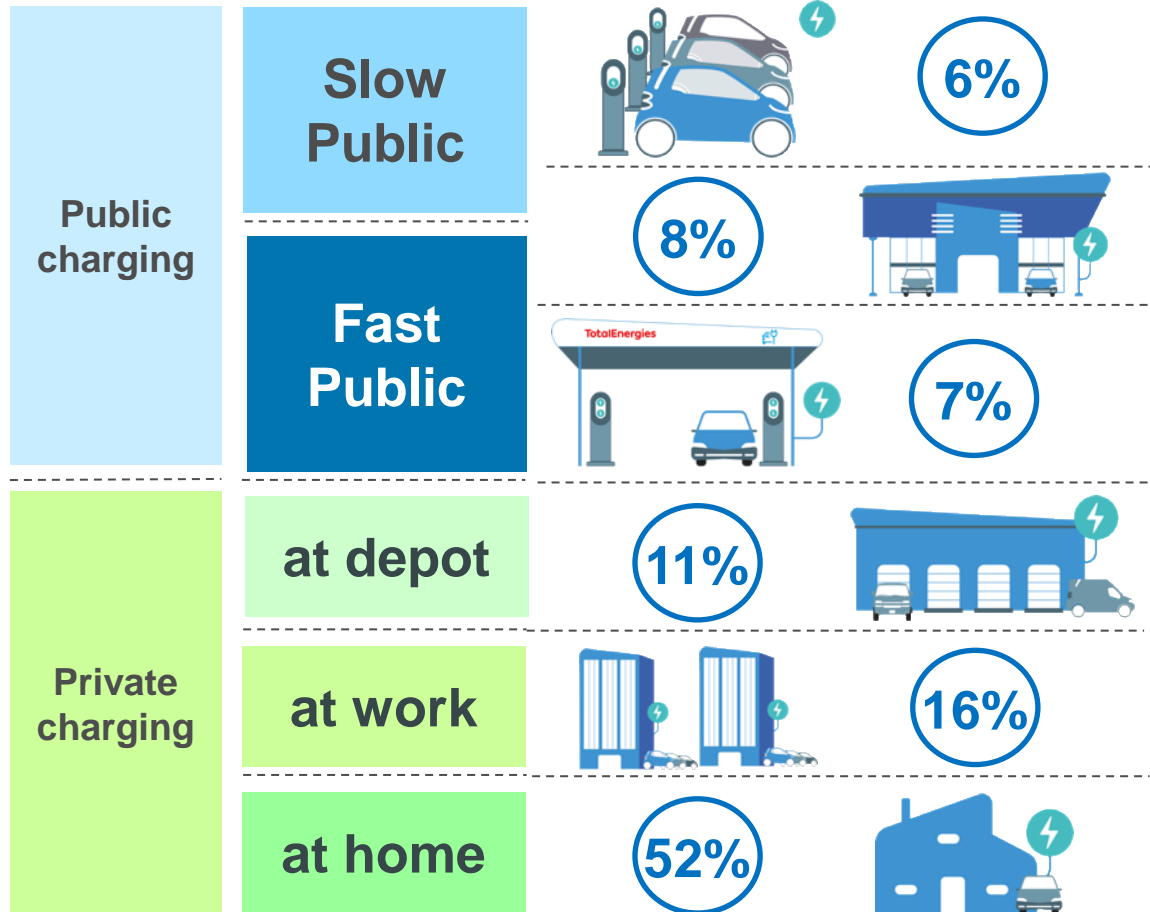 Public
charging
Slow
Public
6%
Fast
Public
8%
TotalEnergies
7%
Private
charging
at depot
11%
at work
16%
at home
52%